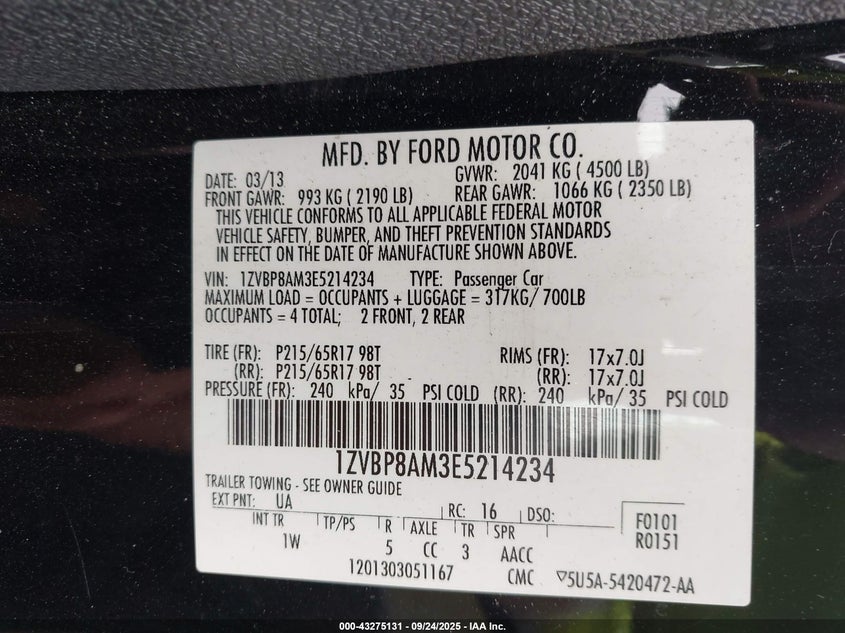 MFD. BY FORD MOTOR CO.
DATE: 03/13 GVWR: 2041 KG ( 4500 LB)
FRONT GAWR: 993 KG ( 2190 LB) REAR GAWR: 1066 KG ( 2350 LB)
THIS VEHICLE CONFORMS TO ALL APPLICABLE FEDERAL MOTOR
VEHICLE SAFETY, BUMPER, AND THEFT PREVENTION STANDARDS
IN EFFECT ON THE DATE OF MANUFACTURE SHOWN ABOVE.
VIN: 1ZVBP8AM3E5214234 TYPE: Passenger Car
MAXIMUM LOAD = OCCUPANTS + LUGGAGE = 317KG/ 700LB
OCCUPANTS = 4 TOTAL; 2 FRONT, 2 REAR
TIRE (FR): P215/65R17 98T RIMS (FR): 17x7.0J
(RR): P215/65R17 98T (RR): 17x7.0J
PRESSURE (FR): 240 kPa/ 35 PSI COLD (RR): 240 kPa/ 35 PSI COLD
1ZVBP8AM3E5214234
TRAILER TOWING - SEE OWNER GUIDE
EXT PNT: UA RC: 16 DSO: F0101
INT TR TP/PS R AXLE TR SPR R0151
1W 5 CC 3 AACC
1201303051167 CMC ▽5U5A-5420472-AA
000-43275131 - 09/24/2025 - IAA Inc.